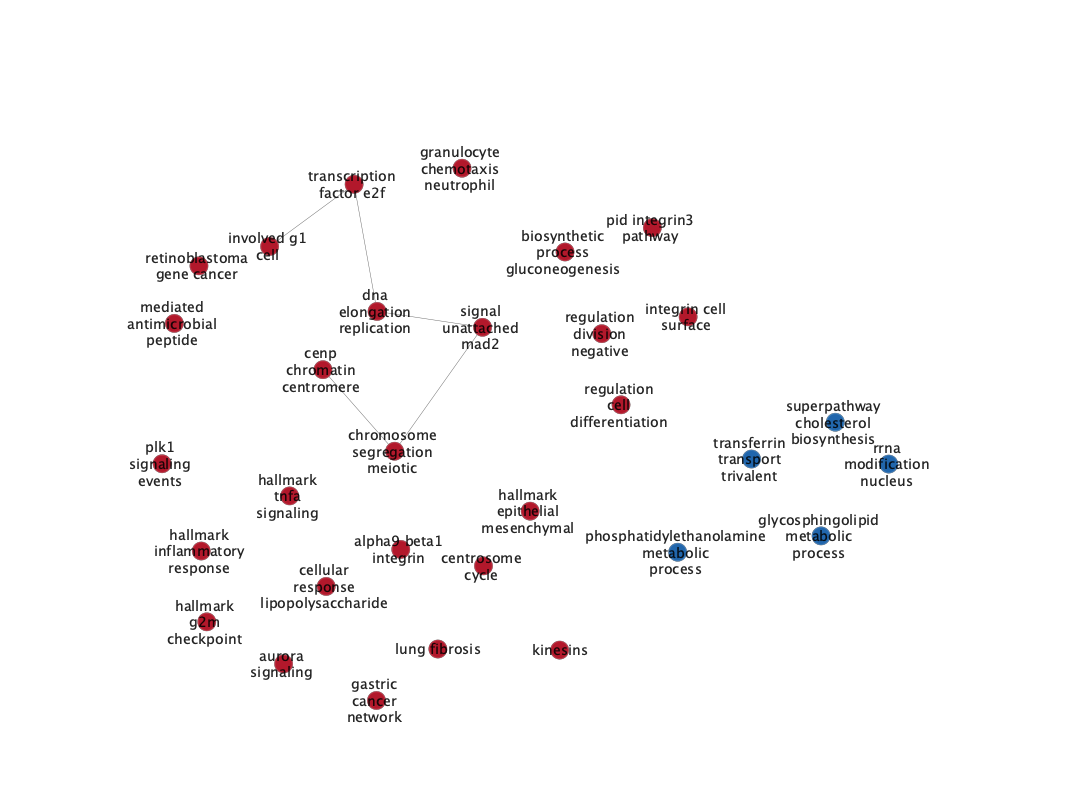 granulocyte
chemotaxis
neutrophil
transcription
factor e2f
pid integrin3
pathway
involved g1
cell
biosynthetic
process
gluconeogenesis
retinoblastoma
gene cancer
mediated
antimicrobial
peptide
dna
elongation
replication
signal
unattached
mad2
regulation
division
negative
integrin cell
surface
cenp
chromatin
centromere
regulation
cell
differentiation
superpathway
cholesterol
biosynthesis
chromosome
segregation
meiotic
transferrin
transport
trivalent
rrna
modification
nucleus
plk1
signaling
events
hallmark
tnfa
signaling
hallmark
epithelial
mesenchymal
hallmark
inflammatory
response
alpha9 beta1
integrin
centrosome
cycle
phosphatidylethanolamine
metabolic
process
glycosphingolipid
metabolic
process
cellular
response
lipopolysaccharide
hallmark
g2m
checkpoint
aurora
signaling
lung fibrosis
kinesins
gastric
cancer
network